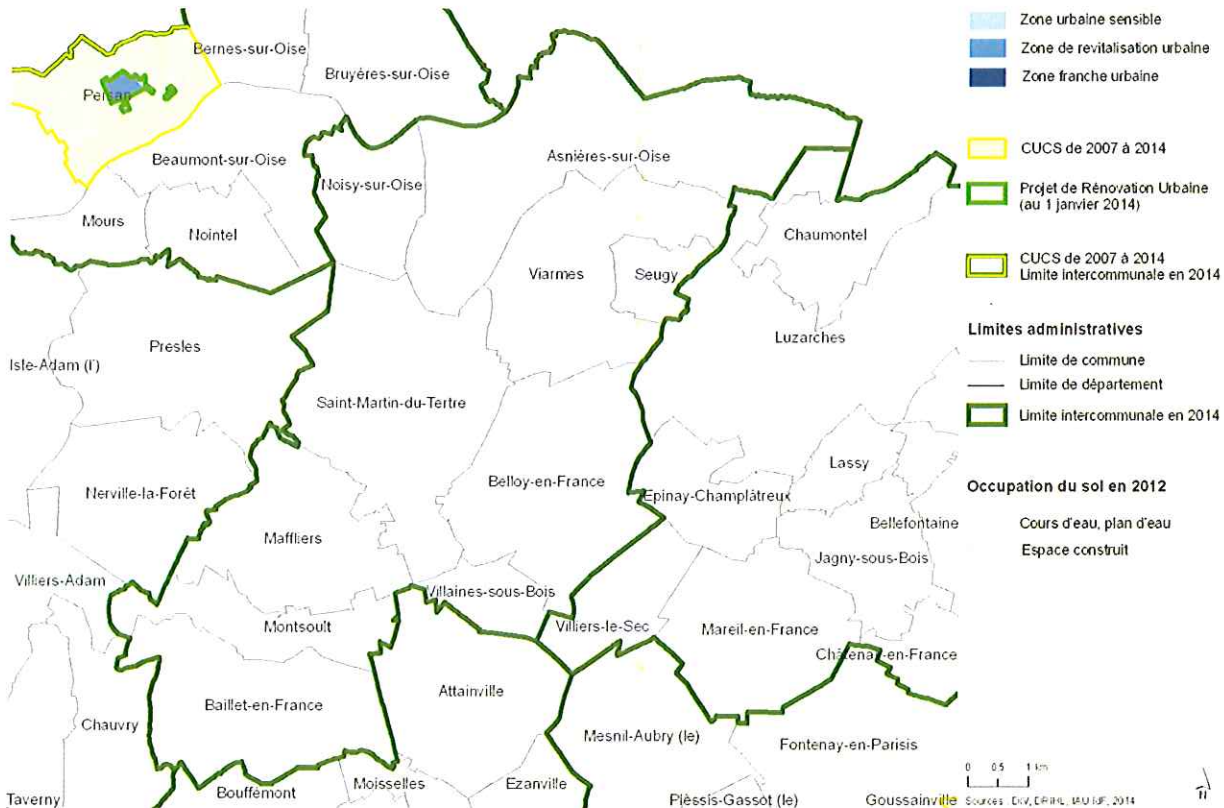 Bernes-sur-Oise
Bruyères-sur-Oise
Persan
Beaumont-sur-Oise
Noisy-sur-Oise
Asnières-sur-Oise
Mours
Nointel
Chaumontel
Viarmes
Seugy
Presles
Luzarches
Isle-Adam (l')
Saint-Martin-du-Tertre
Lassy
Nerville-la-Forêt
Belloy-en-France
Epinay-Champlâtreux
Bellefontaine
Maffliers
Jagny-sous-Bois
Villiers-Adam
Villaines-sous-Bois
Montsoult
Villiers-le-Sec
Mareil-en-France
Châtenay-en-France
Attainville
Baillet-en-France
Chauvry
Mesnil-Aubry (le)
Fontenay-en-Parisis
Moisselles
Ezanville
Taverny
Bouffémont
Plessis-Gassot (le)
Goussainville
Zone urbaine sensible
Zone de revitalisation urbaine
Zone franche urbaine
CUCS de 2007 à 2014
Projet de Rénovation Urbaine
(au 1 janvier 2014)
CUCS de 2007 à 2014
Limite intercommunale en 2014
Limites administratives
Limite de commune
Limite de département
Limite intercommunale en 2014
Occupation du sol en 2012
Cours d'eau, plan d'eau
Espace construit
0 0.5 1 km
N
Sources : DIV, DRIHL, IAU IdF, 2014